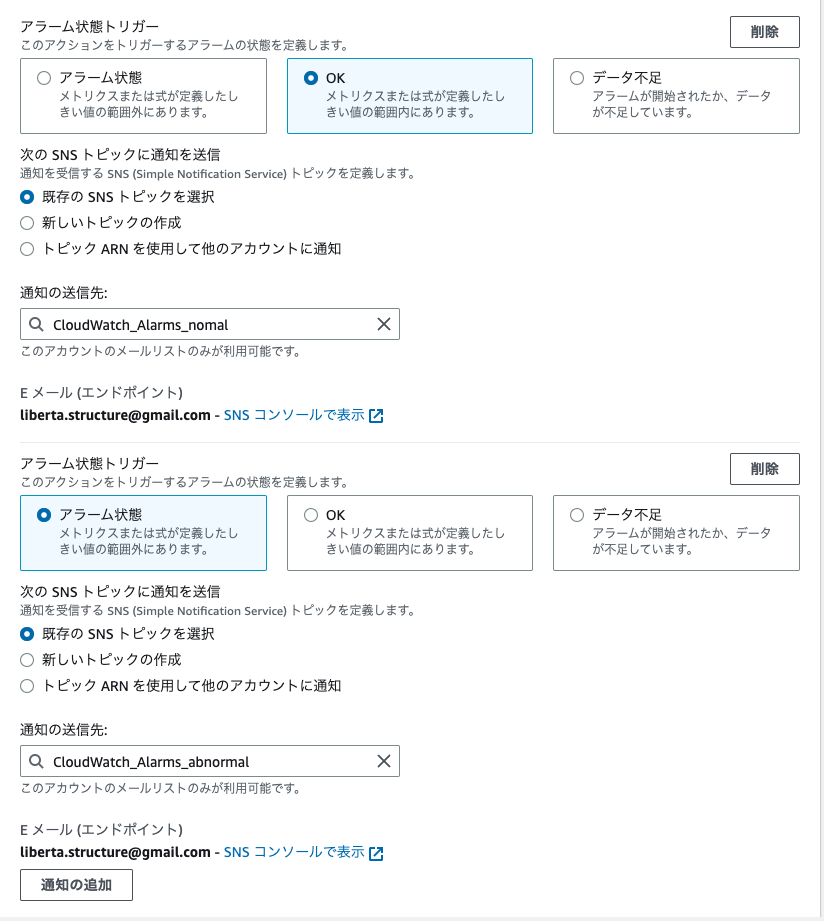 アラーム状態トリガー
このアクションをトリガーするアラームの状態を定義します。
削除
アラーム状態
メトリクスまたは式が定義したし
きい値の範囲外にあります。
OK
メトリクスまたは式が定義したし
きい値の範囲内にあります。
データ不足
アラームが開始されたか、データ
が不足しています。
次の SNS トピックに通知を送信
通知を受信する SNS (Simple Notification Service) トピックを定義します。
既存の SNS トピックを選択
新しいトピックの作成
トピック ARN を使用して他のアカウントに通知
通知の送信先:
CloudWatch_Alarms_nomal
このアカウントのメールリストのみが利用可能です。
E メール (エンドポイント)
liberta.structure@gmail.com - SNS コンソールで表示
アラーム状態トリガー
このアクションをトリガーするアラームの状態を定義します。
削除
アラーム状態
メトリクスまたは式が定義したし
きい値の範囲外にあります。
OK
メトリクスまたは式が定義したし
きい値の範囲内にあります。
データ不足
アラームが開始されたか、データ
が不足しています。
次の SNS トピックに通知を送信
通知を受信する SNS (Simple Notification Service) トピックを定義します。
既存の SNS トピックを選択
新しいトピックの作成
トピック ARN を使用して他のアカウントに通知
通知の送信先:
CloudWatch_Alarms_abnormal
このアカウントのメールリストのみが利用可能です。
E メール (エンドポイント)
liberta.structure@gmail.com - SNS コンソールで表示
通知の追加